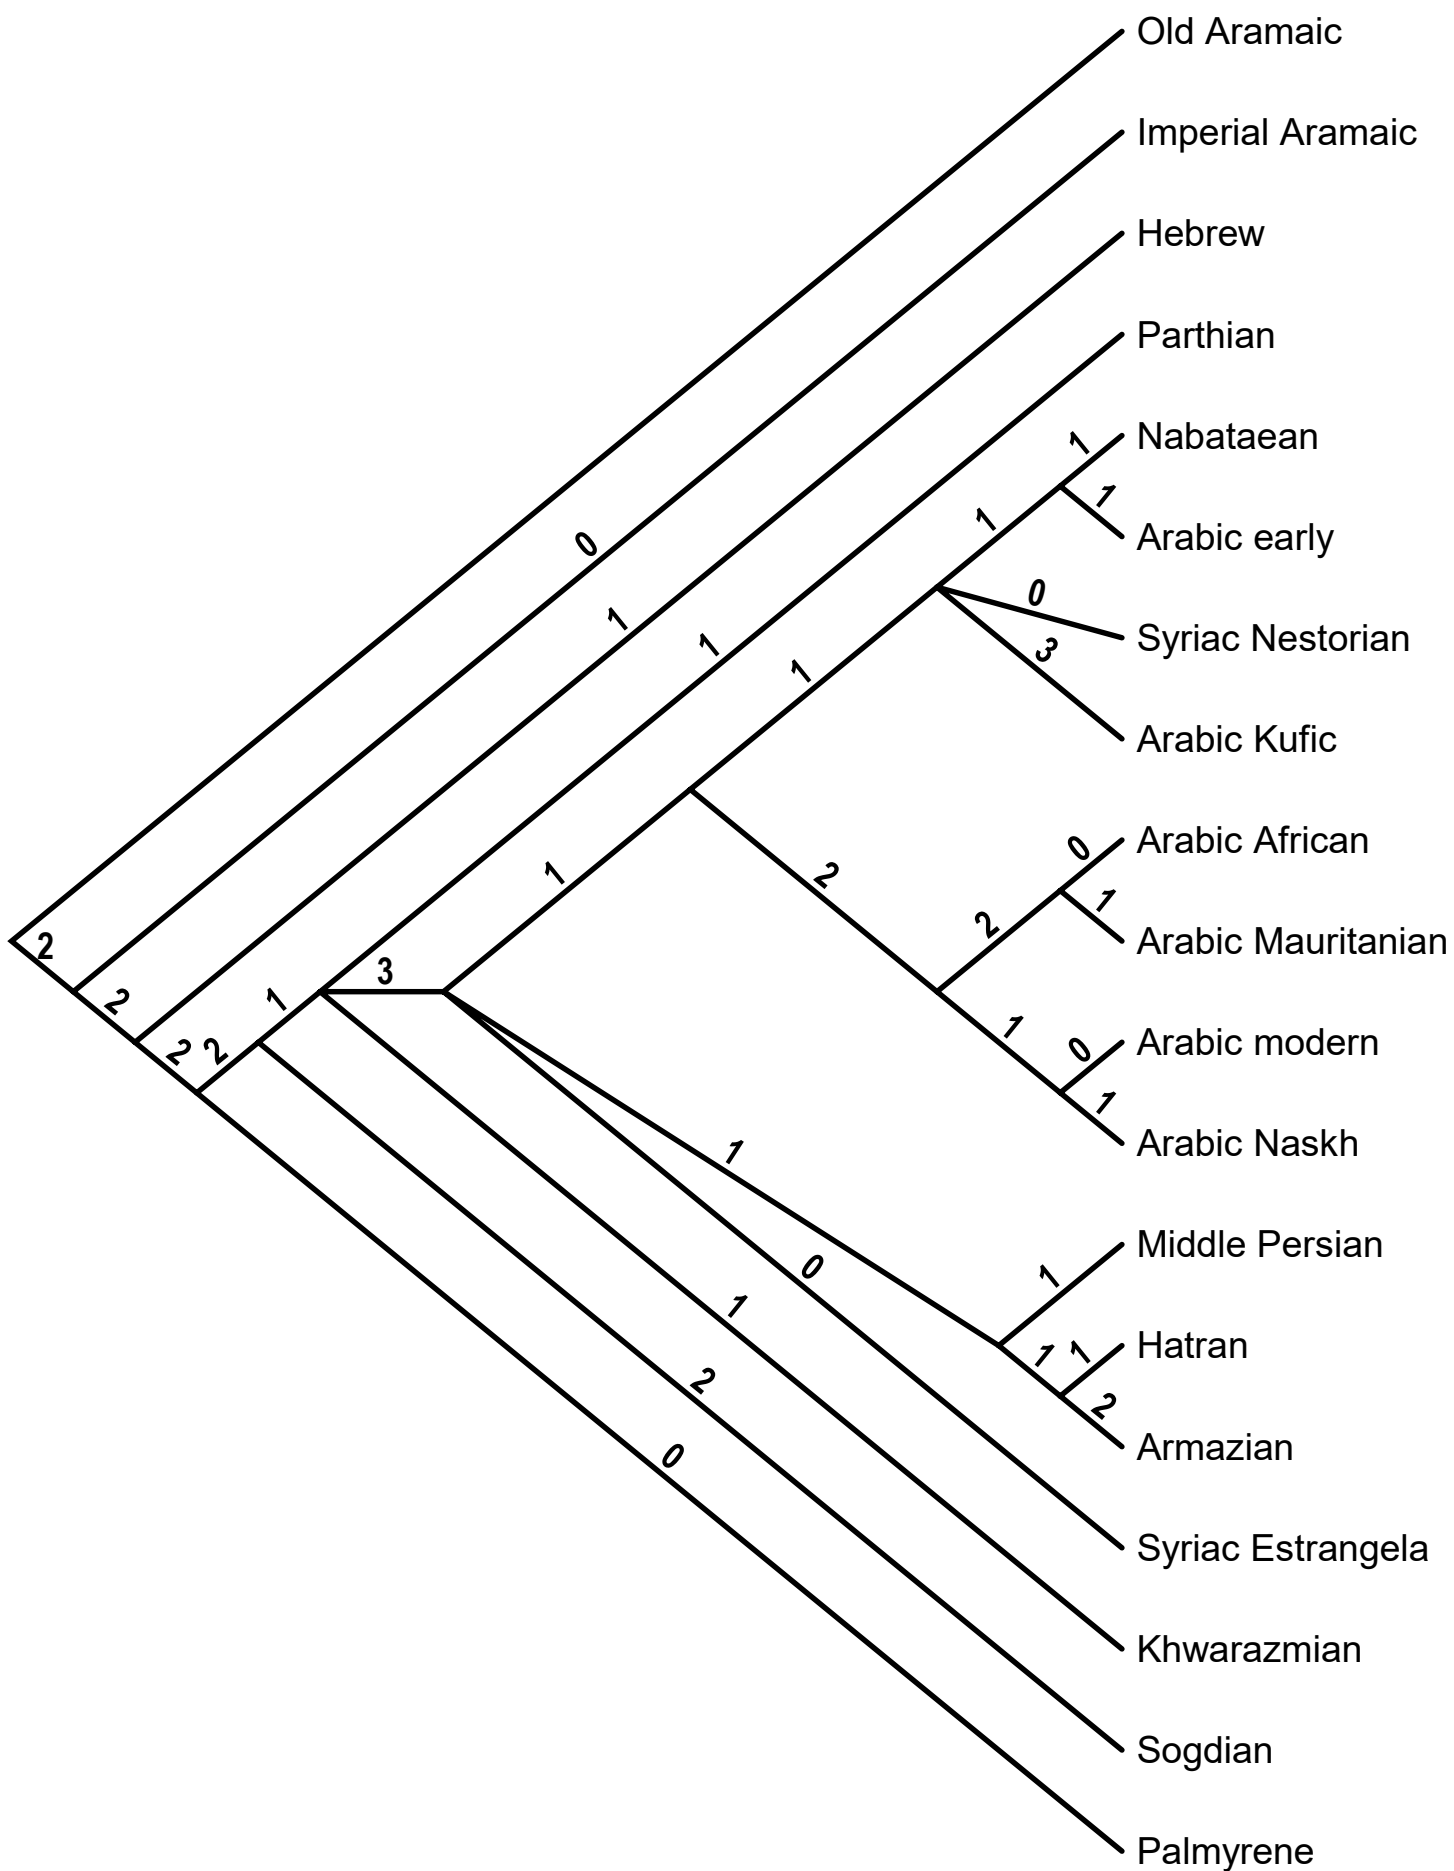 Old Aramaic
Imperial Aramaic
Hebrew
Parthian
1 Nabataean
1
1 Arabic early
0
0
Syriac Nestorian
1
1
3
1
Arabic Kufic
0 Arabic African
1
2
1
2
Arabic Mauritanian
2
3
1
2
1
0 Arabic modern
2 2
1
Arabic Naskh
1
Middle Persian
0
1
1
1 1 Hatran
2
2
Armazian
0
Syriac Estrangela
Khwarazmian
Sogdian
Palmyrene